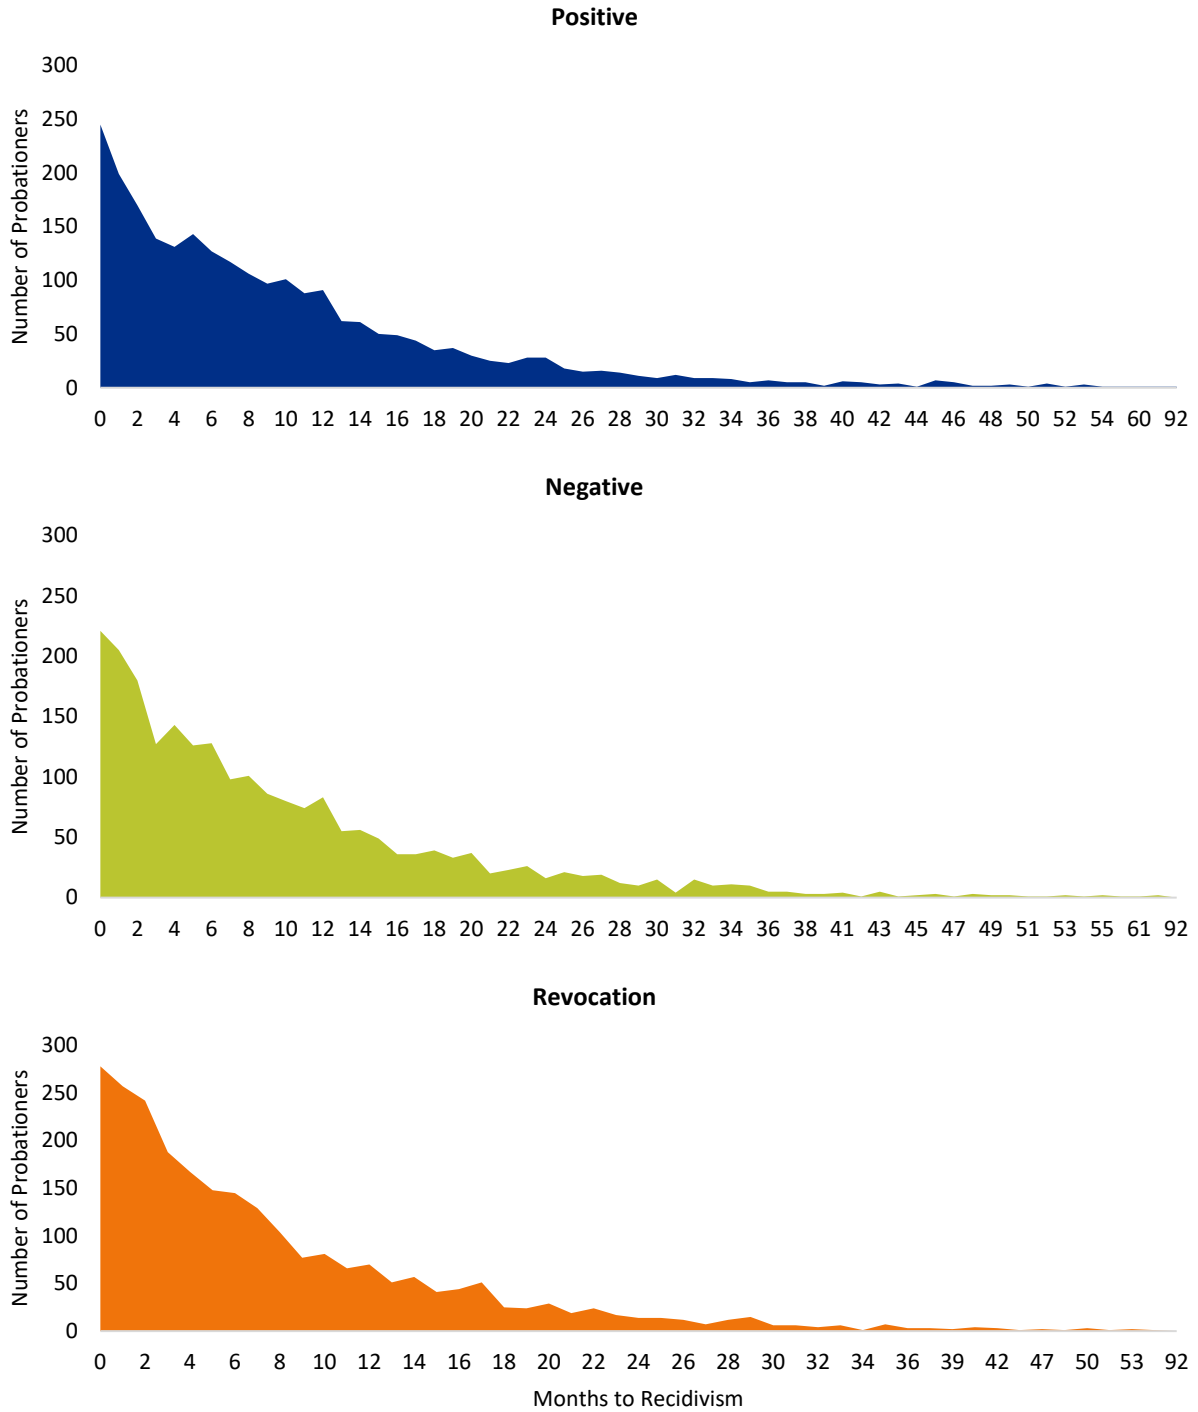 Positive
300
250
200
150
100
50
0
Number of Probationers
0 2 4 6 8 10 12 14 16 18 20 22 24 26 28 30 32 34 36 38 40 42 44 46 48 50 52 54 60 92
Negative
300
250
200
150
100
50
0
Number of Probationers
0 2 4 6 8 10 12 14 16 18 20 22 24 26 28 30 32 34 36 38 41 43 45 47 49 51 53 55 61 92
Revocation
300
250
200
150
100
50
0
Number of Probationers
0 2 4 6 8 10 12 14 16 18 20 22 24 26 28 30 32 34 36 39 42 47 50 53 92
Months to Recidivism